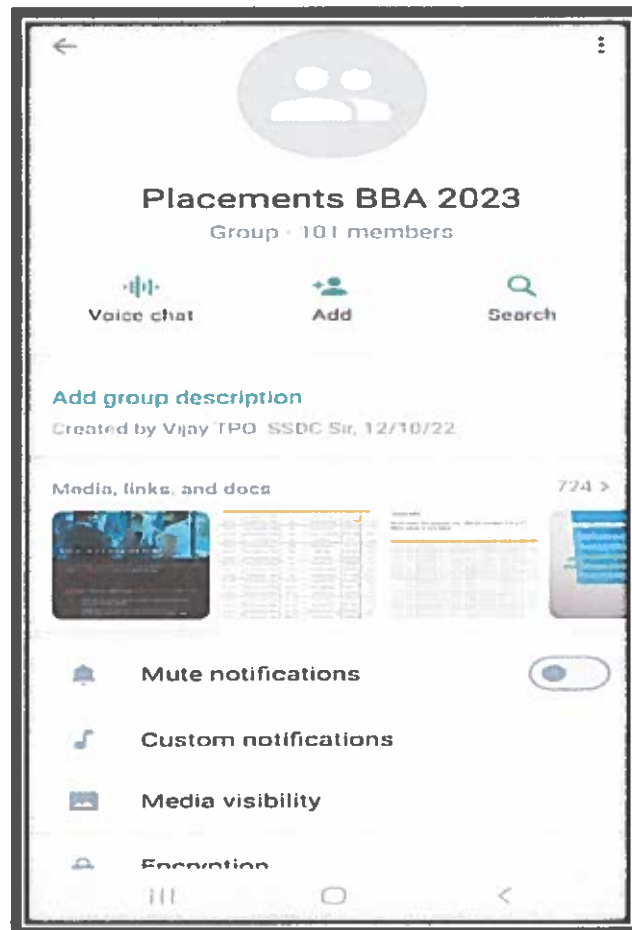 Placements BBA 2023
Group · 101 members
Voice chat
Add
Search
Add group description
Created by Vijay TPO SSDC Sir, 12/10/22
Media, links, and docs
724 >
Mute notifications
Custom notifications
Media visibility
Encryption